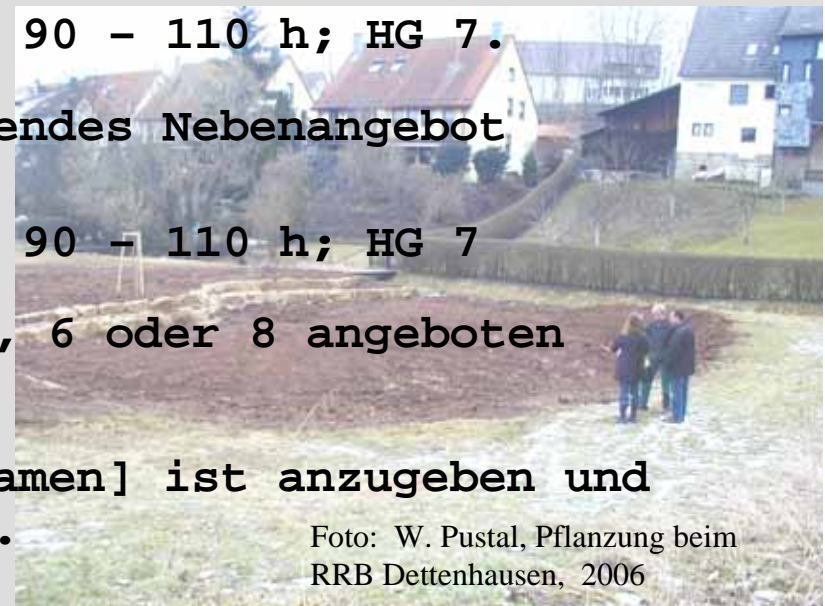 90 – 110 h; HG 7.
endes Nebenangebot
90 – 110 h; HG 7
, 6 oder 8 angeboten
amen] ist anzugeben und
.
Foto: W. Pustal, Pflanzung beim
RRB Dettenhausen, 2006